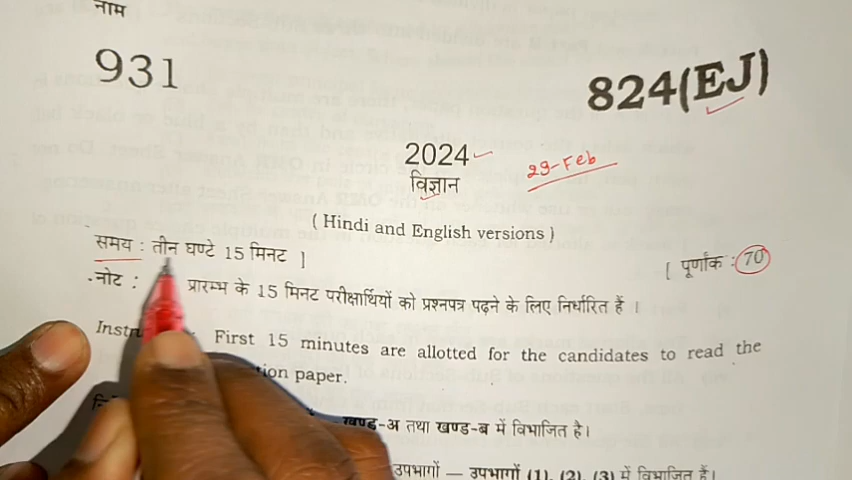 नाम
931
824(EJ)
2024
29-Feb
विज्ञान
( Hindi and English versions )
समय : तीन घण्टे 15 मिनट ]
[ पूर्णांक : 70
नोट : प्रारम्भ के 15 मिनट परीक्षार्थियों को प्रश्नपत्र पढ़ने के लिए निर्धारित हैं ।
First 15 minutes are allotted for the candidates to read the
paper.
खण्ड-अ तथा खण्ड-ब में विभाजित है।
उपभागों — उपभागों (1), (2), (3) में विभाजित हैं।